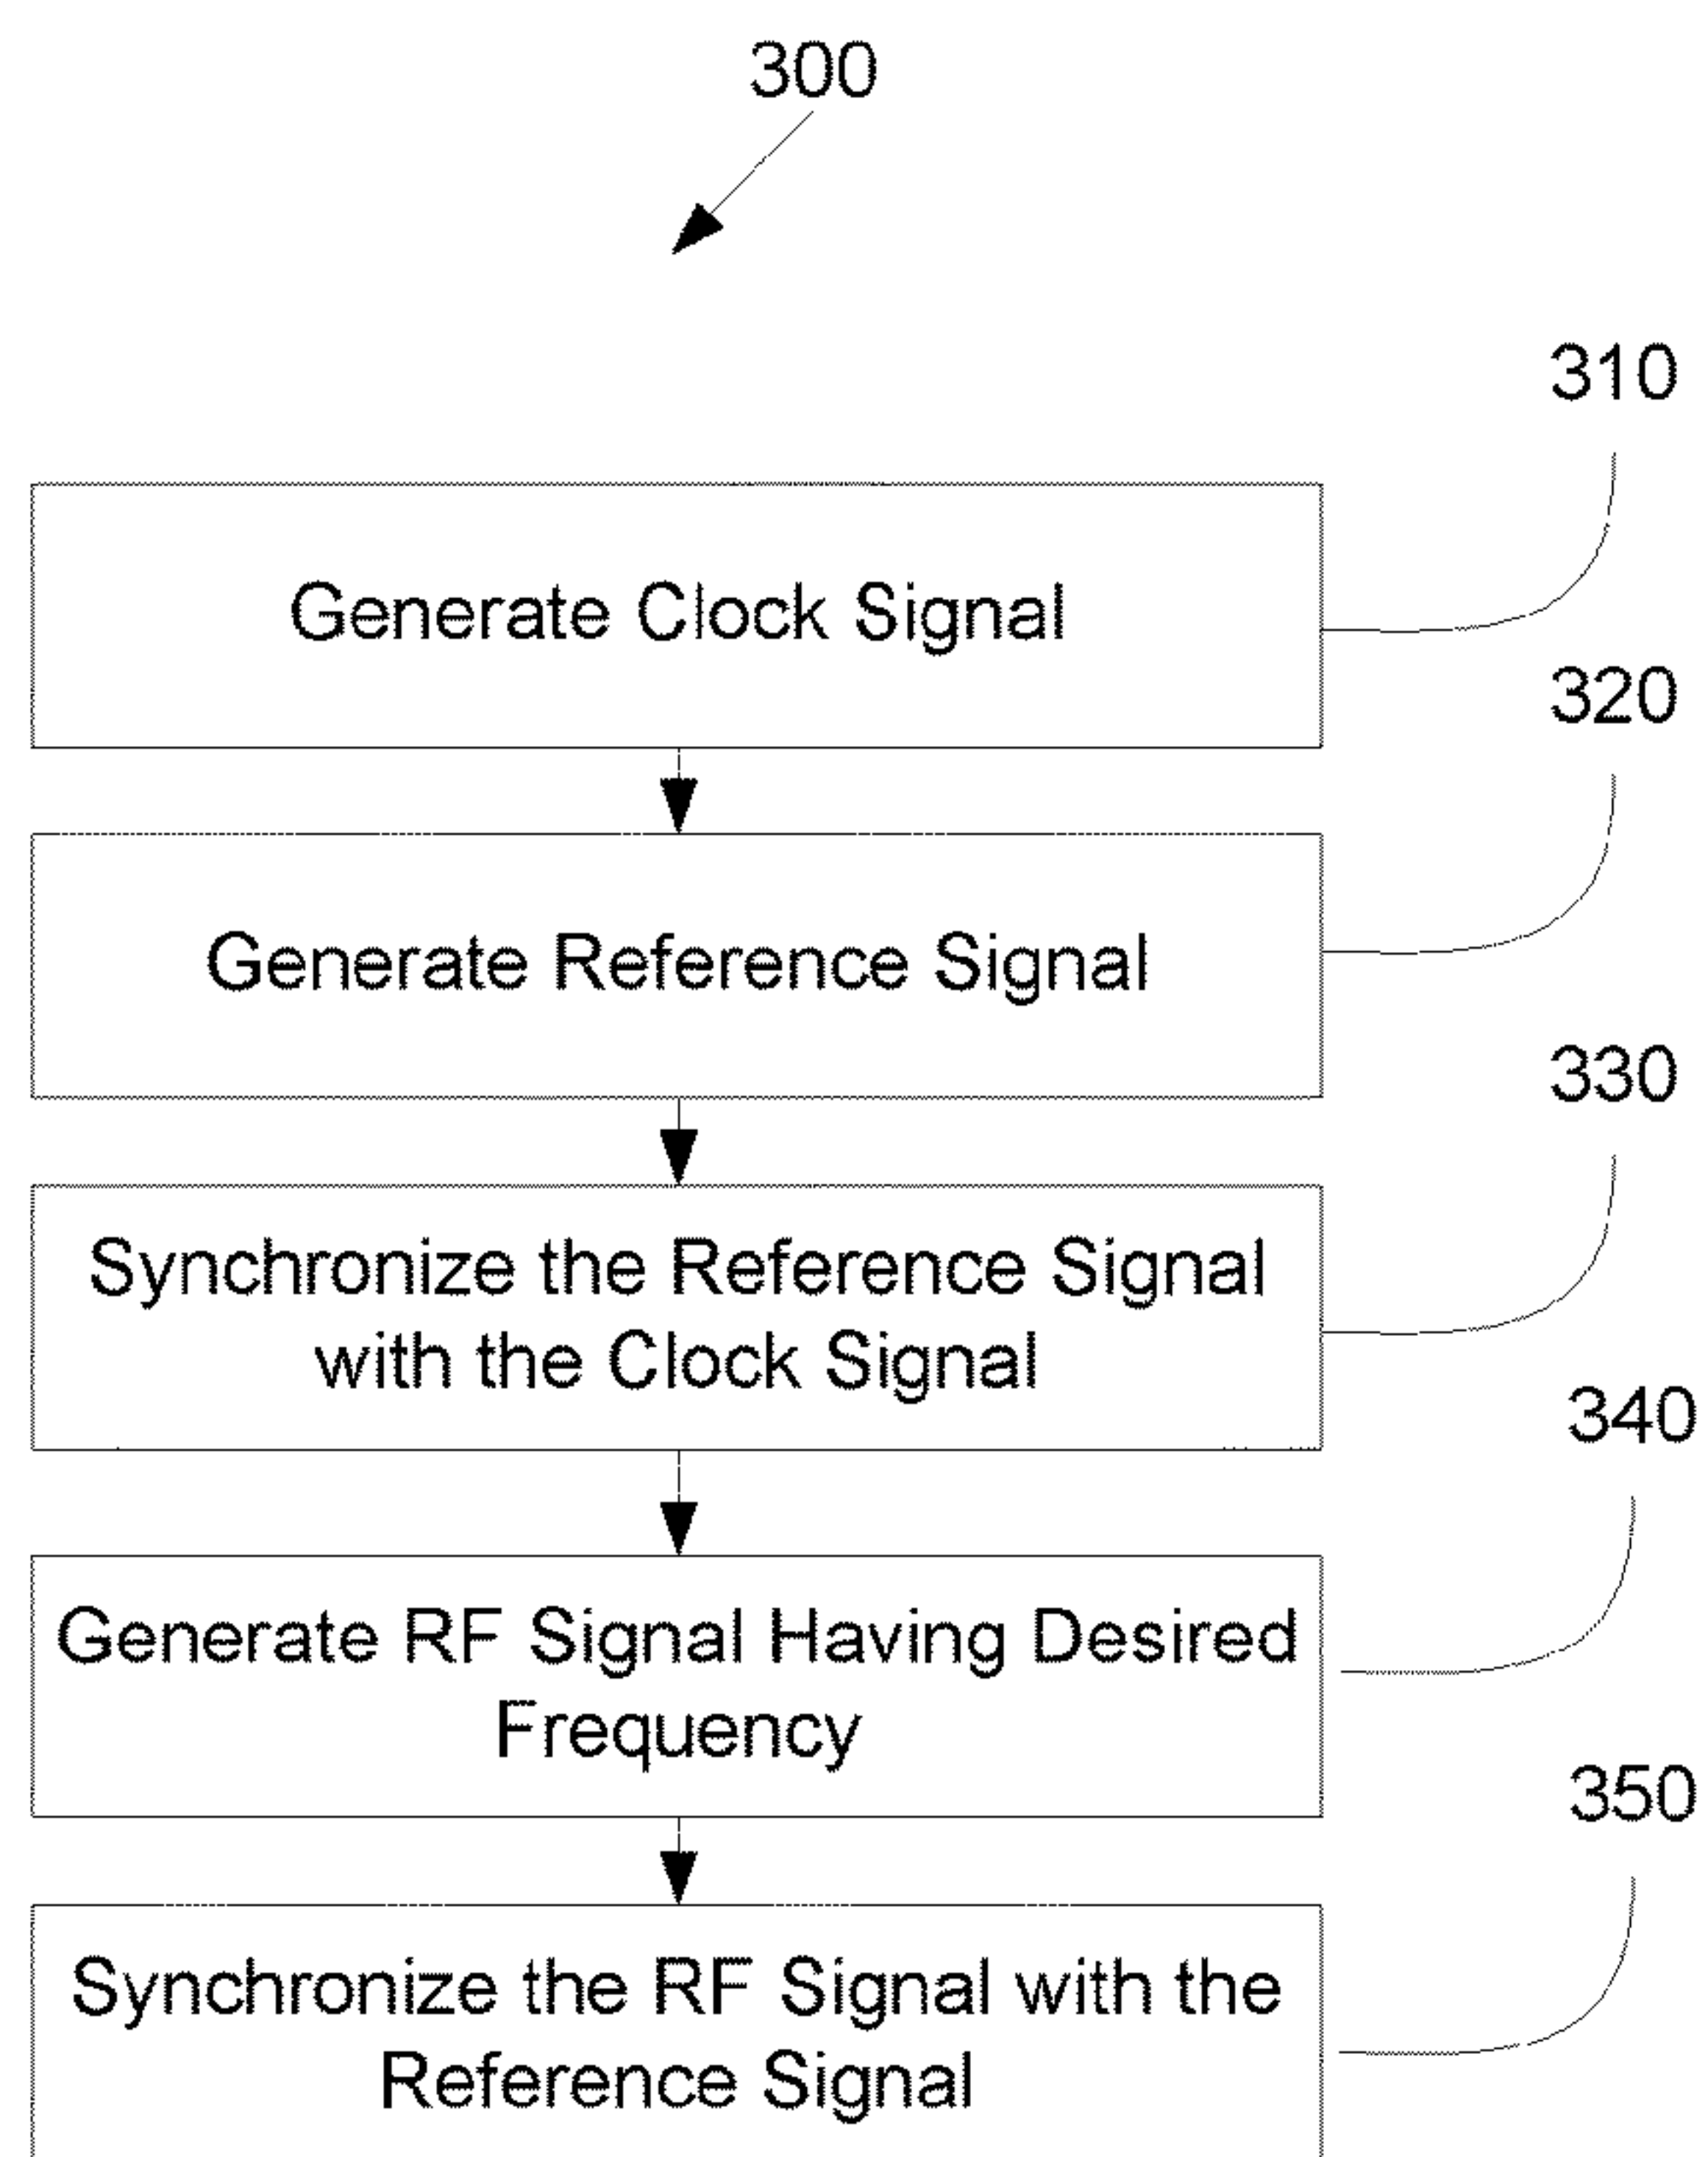 300
310
Generate Clock Signal
320
Generate Reference Signal
330
Synchronize the Reference Signal
with the Clock Signal
340
Generate RF Signal Having Desired
Frequency
350
Synchronize the RF Signal with the
Reference Signal